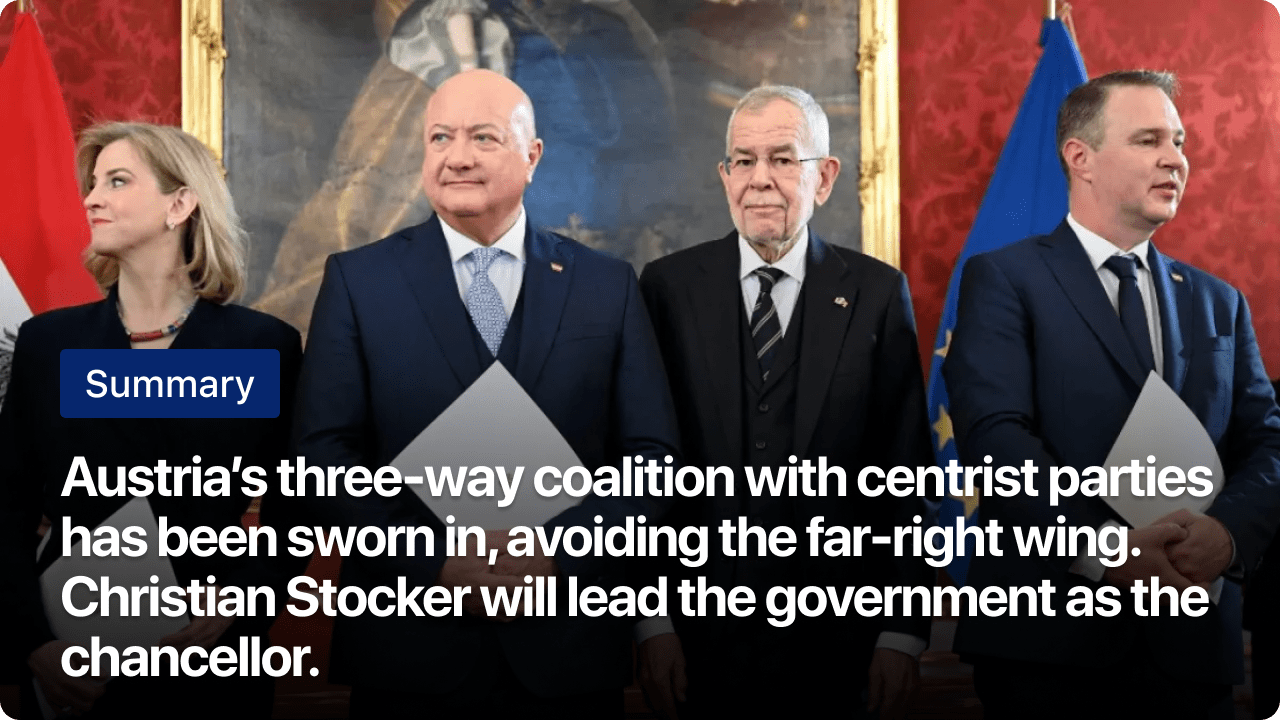 Summary
Austria’s three-way coalition with centrist parties
has been sworn in, avoiding the far-right wing.
Christian Stocker will lead the government as the
chancellor.